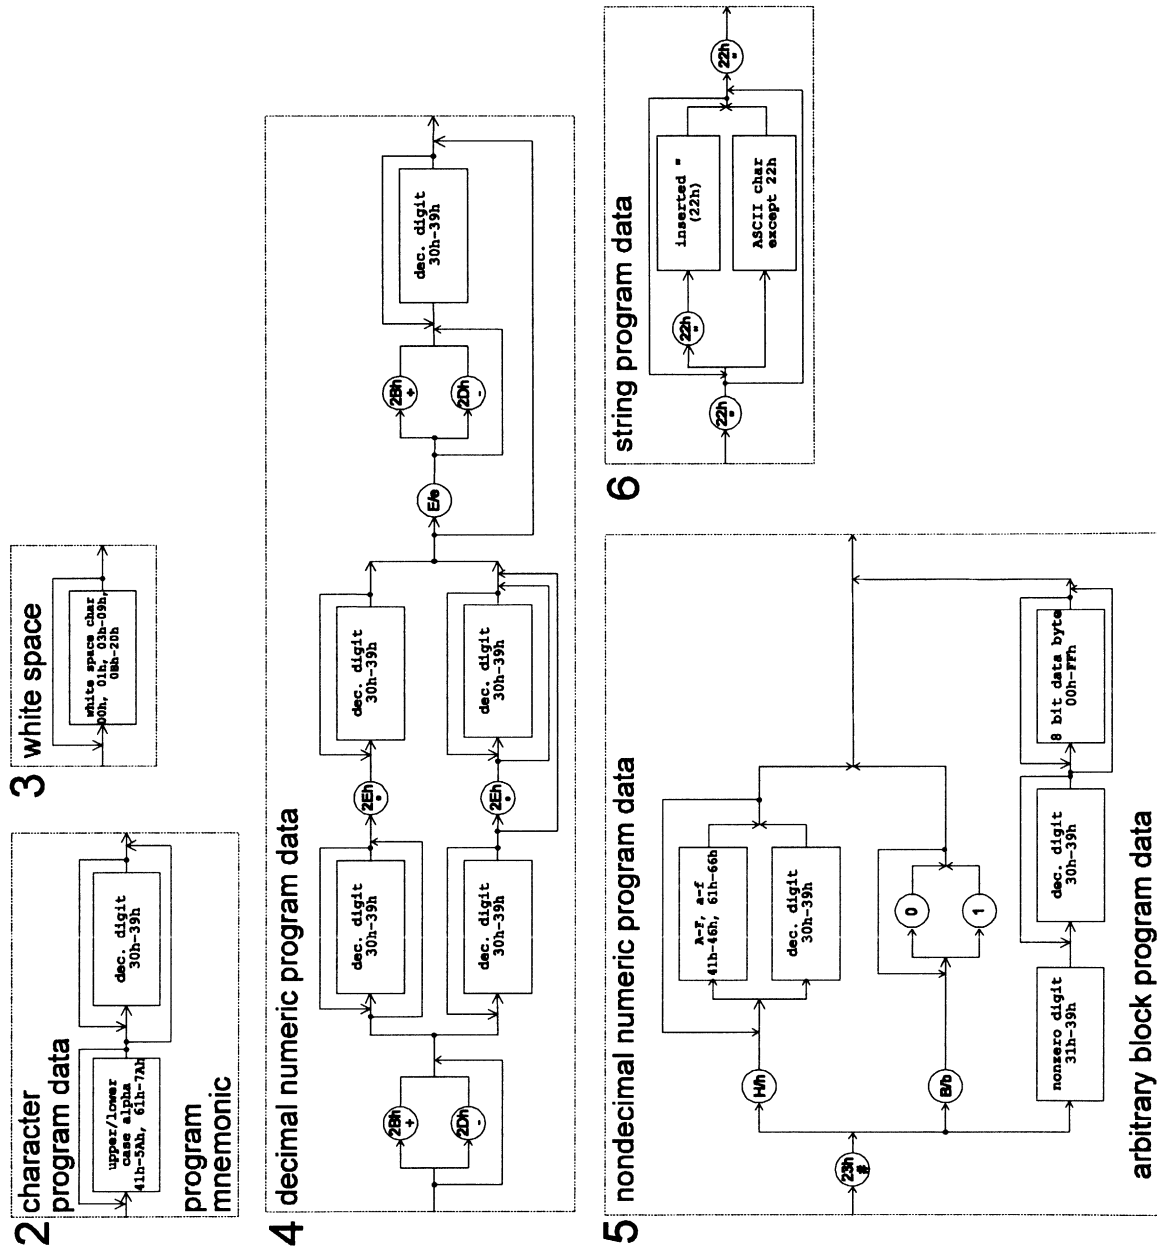 2 character
program data
upper/lower
case alpha
41h-5Ah, 61h-7Ah
dec. digit
30h-39h
program
mnemonic
3 white space
white space char
00h, 01h, 03h-09h,
0Bh-20h
4 decimal numeric program data
2Bh
+
2Dh
-
dec. digit
30h-39h
2Eh
.
dec. digit
30h-39h
dec. digit
30h-39h
2Eh
.
dec. digit
30h-39h
E/e
2Bh
+
2Dh
-
dec. digit
30h-39h
5 nondecimal numeric program data
23h
#
H/h
A-F, a-f
41h-46h, 61h-66h
dec. digit
30h-39h
B/b
0
1
nonzero digit
31h-39h
dec. digit
30h-39h
8 bit data byte
00h-FFh
arbitrary block program data
6 string program data
22h
"
22h
"
inserted "
(22h)
ASCII char
except 22h
22h
"